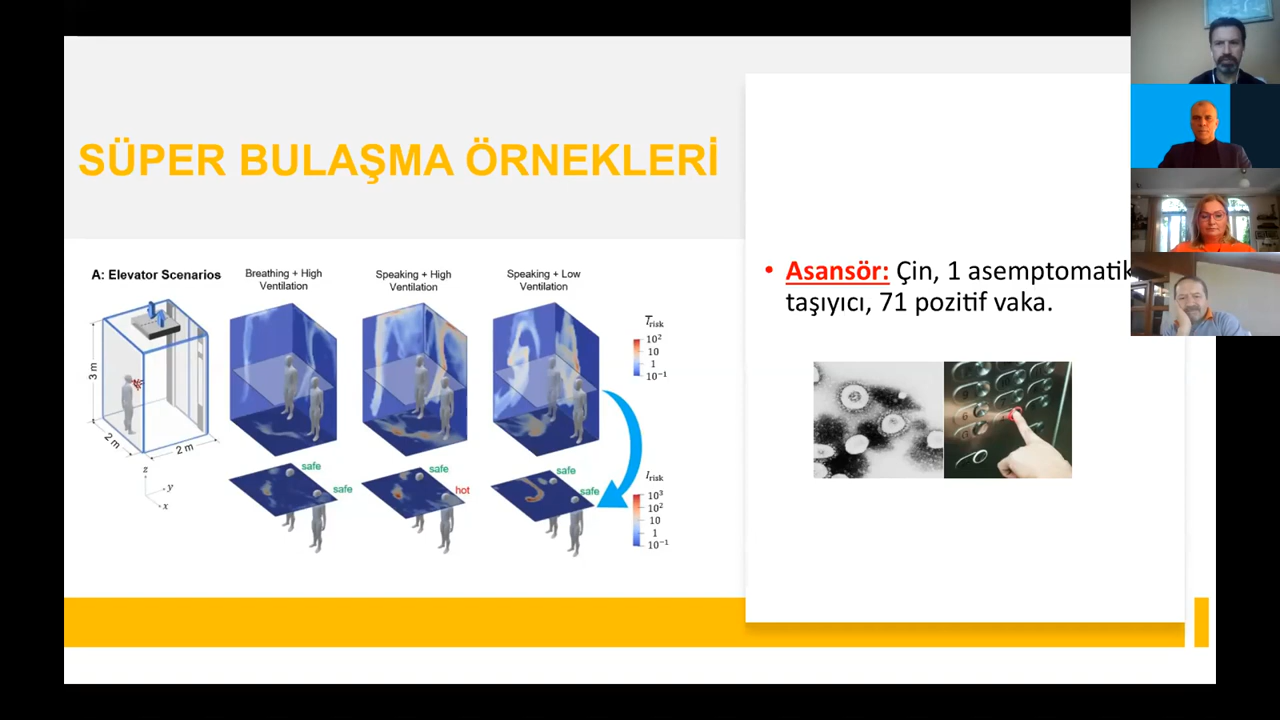 SÜPER BULAŞMA ÖRNEKLERİ
A: Elevator Scenarios
Breathing + High
Ventilation
Speaking + High
Ventilation
Speaking + Low
Ventilation
3 m
2 m
2 m
z
y
x
safe
safe
safe
hot
safe
safe
Trisk
10²
10
1
10⁻¹
Irisk
10³
10²
10
1
10⁻¹
• Asansör: Çin, 1 asemptomatik
taşıyıcı, 71 pozitif vaka.